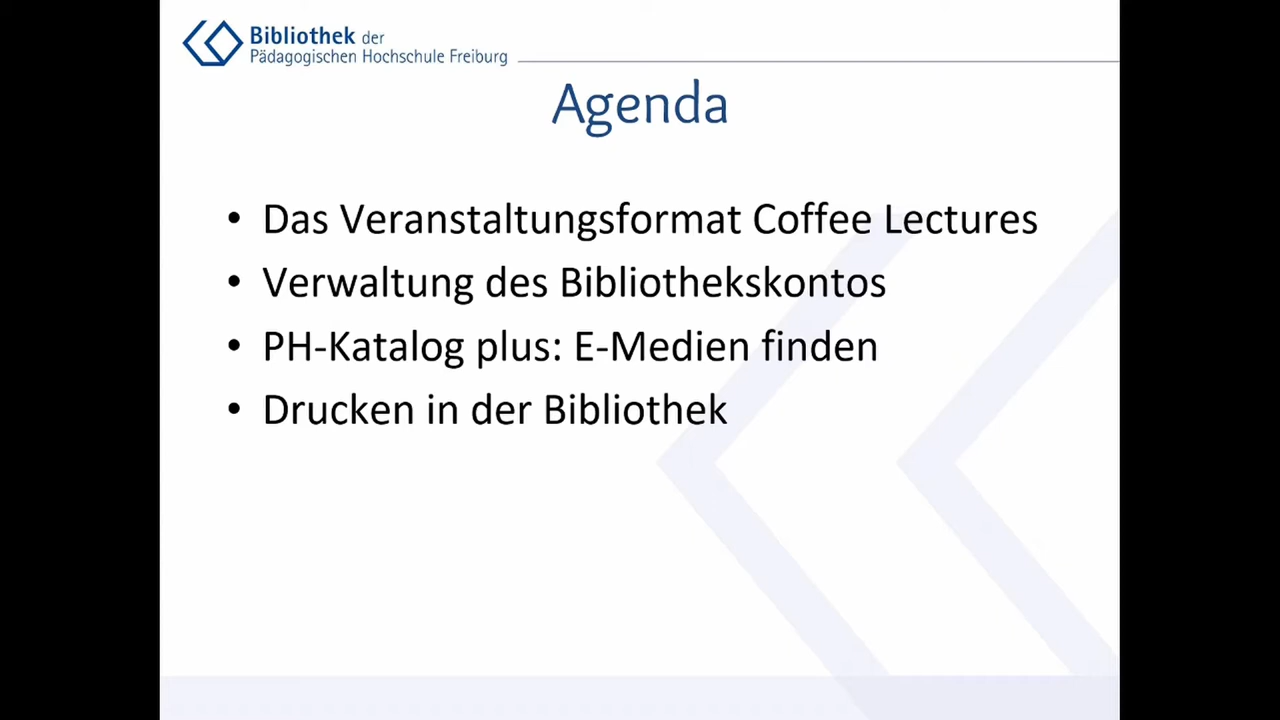 Bibliothek der
Pädagogischen Hochschule Freiburg
Agenda
• Das Veranstaltungsformat Coffee Lectures
• Verwaltung des Bibliothekskontos
• PH-Katalog plus: E-Medien finden
• Drucken in der Bibliothek